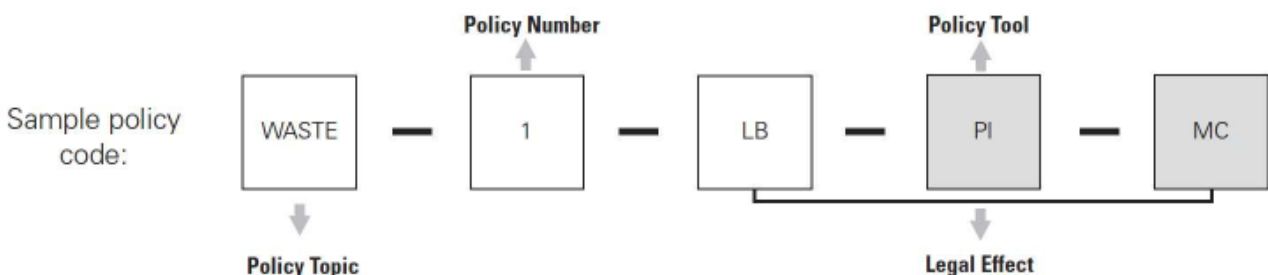 Policy Number
Policy Tool
Sample policy
code:
WASTE
1
LB
PI
MC
Policy Topic
Legal Effect